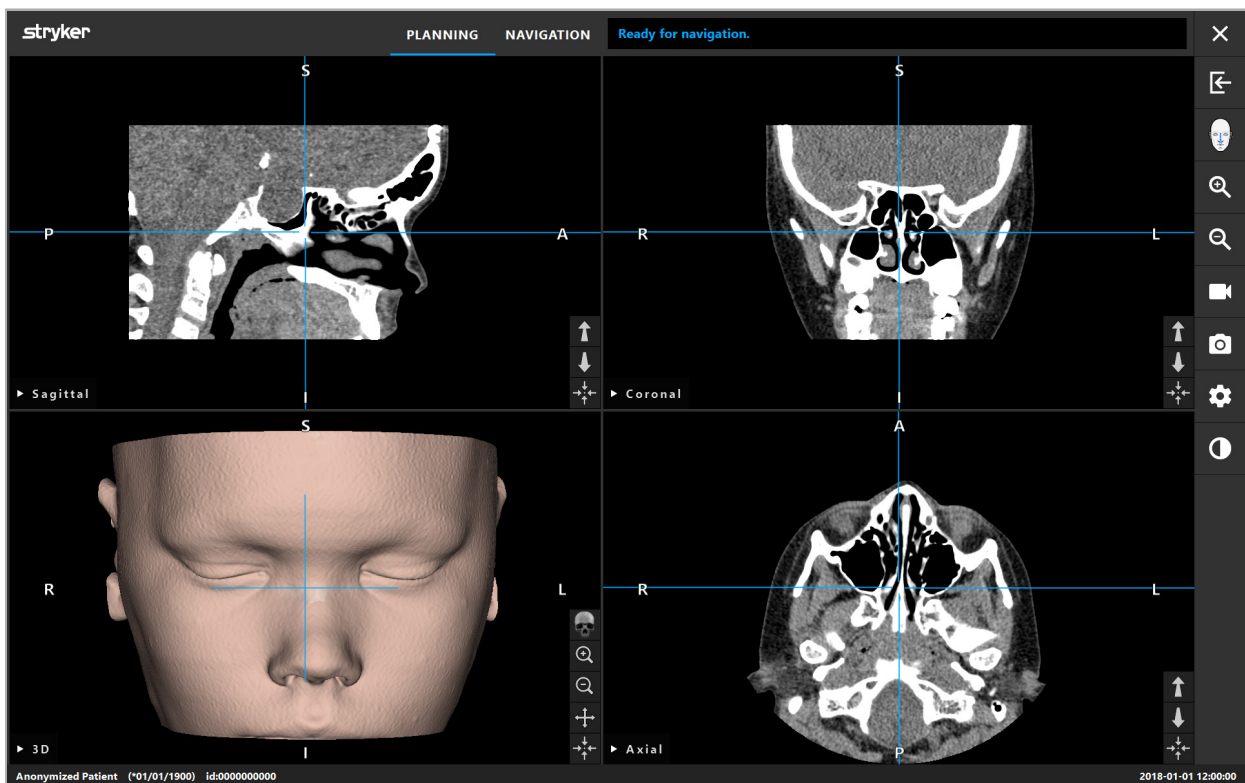 stryker PLANNING NAVIGATION Ready for navigation.
S
P A
▸ Sagittal
I
S
R L
▸ Coronal
I
S
R L
▸ 3D
I
A
R L
▸ Axial
P
Anonymized Patient (*01/01/1900) id:0000000000 2018-01-01 12:00:00